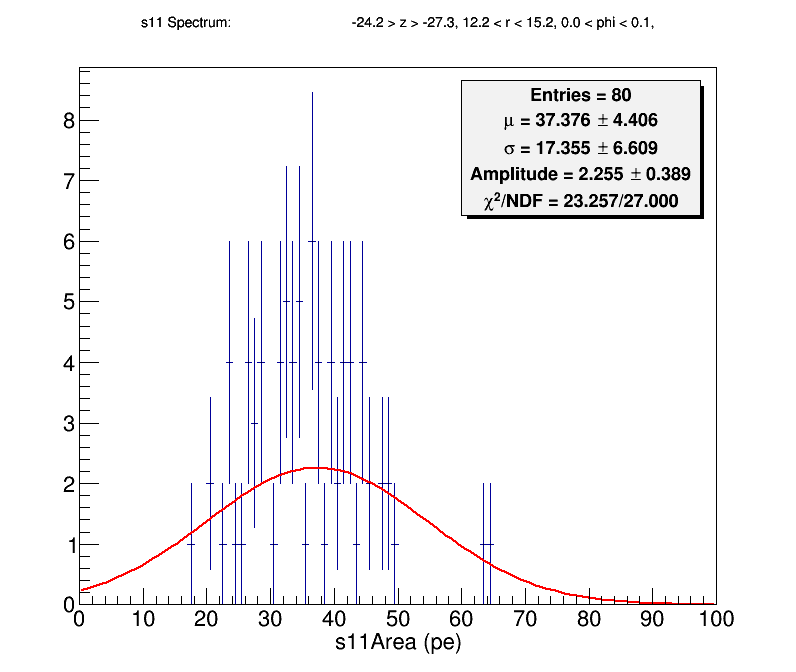 s11 Spectrum: -24.2 > z > -27.3, 12.2 < r < 15.2, 0.0 < phi < 0.1,
Entries = 80
μ = 37.376 ± 4.406
σ = 17.355 ± 6.609
Amplitude = 2.255 ± 0.389
χ²/NDF = 23.257/27.000
8
7
6
5
4
3
2
1
0
0 10 20 30 40 50 60 70 80 90 100
s11Area (pe)